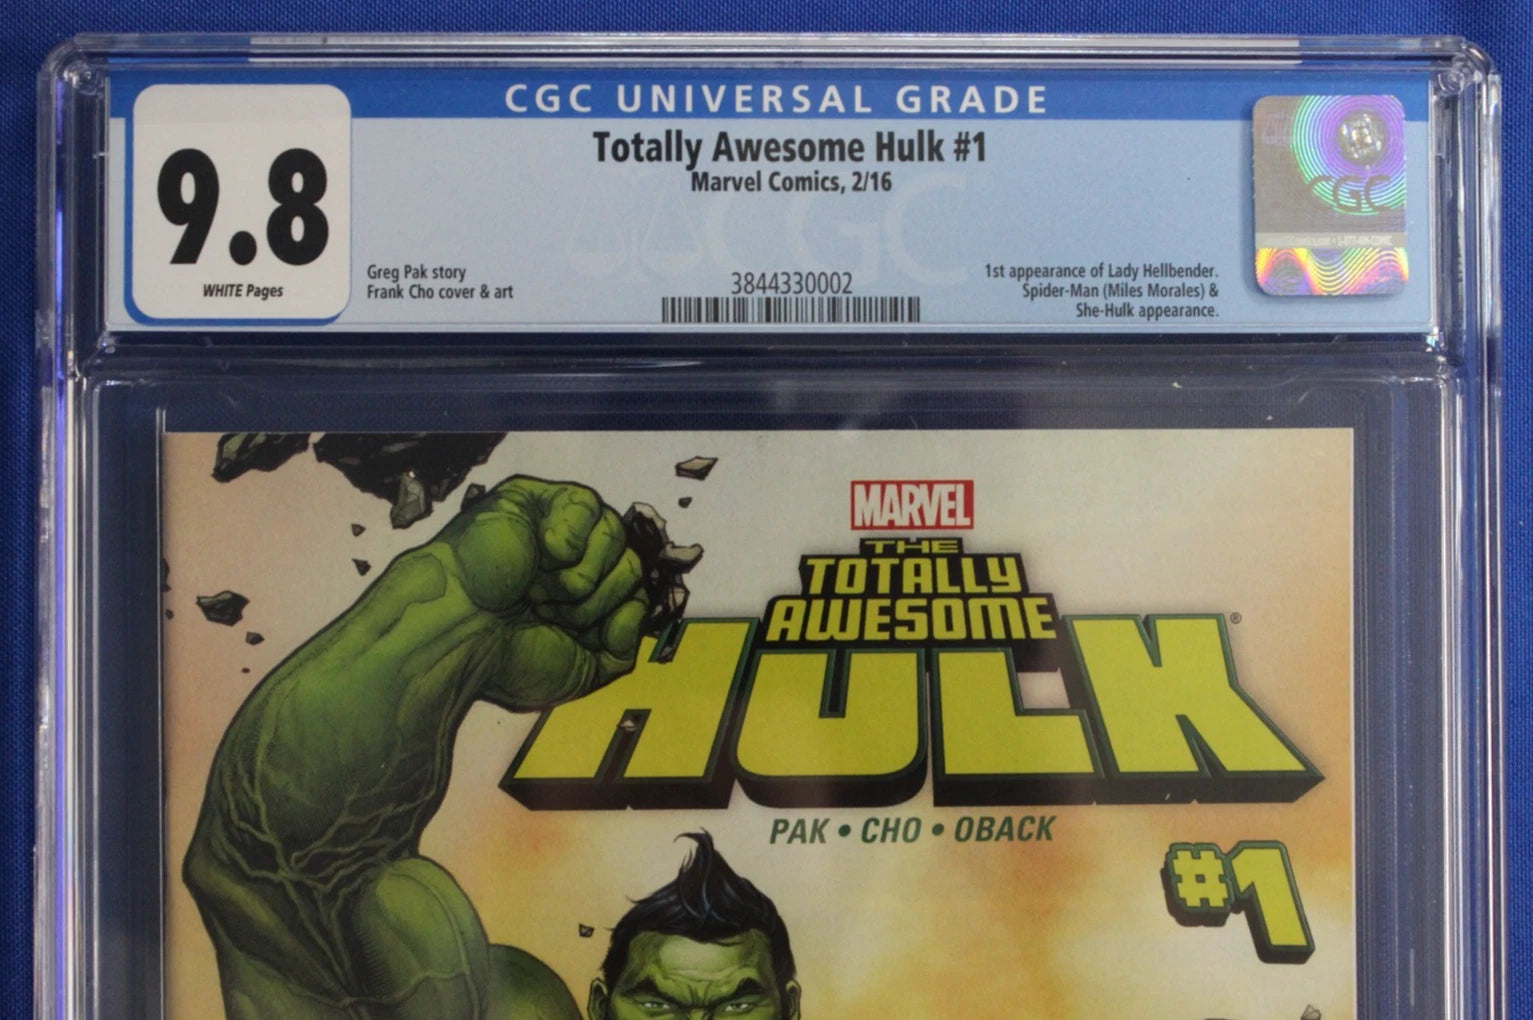 CGC UNIVERSAL GRADE
9.8
WHITE Pages
Totally Awesome Hulk #1
Marvel Comics, 2/16
Greg Pak story
Frank Cho cover & art
3844330002
1st appearance of Lady Hellbender.
Spider-Man (Miles Morales) &
She-Hulk appearance.
CGC
CGC
MARVEL
THE
TOTALLY
AWESOME
HULK®
PAK • CHO • OBACK
#1